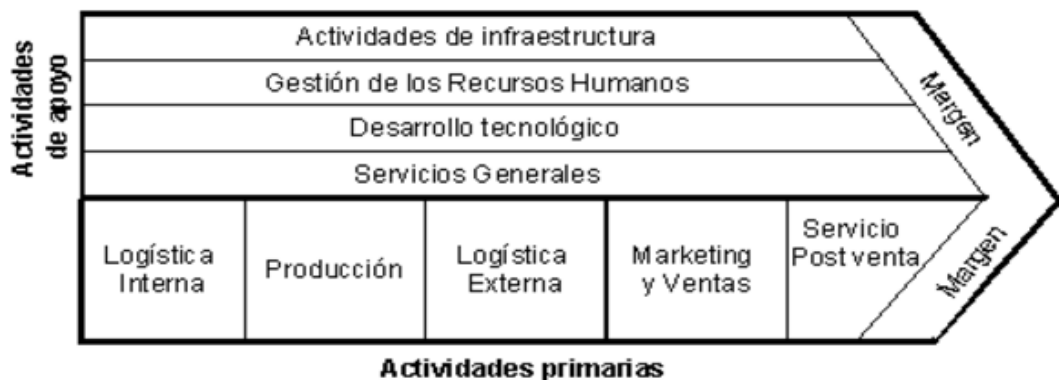 Actividades
de apoyo
Actividades de infraestructura
Gestión de los Recursos Humanos
Desarrollo tecnológico
Servicios Generales
Margen
Logística
Interna
Producción
Logística
Externa
Marketing
y Ventas
Servicio
Post venta
Margen
Actividades primarias